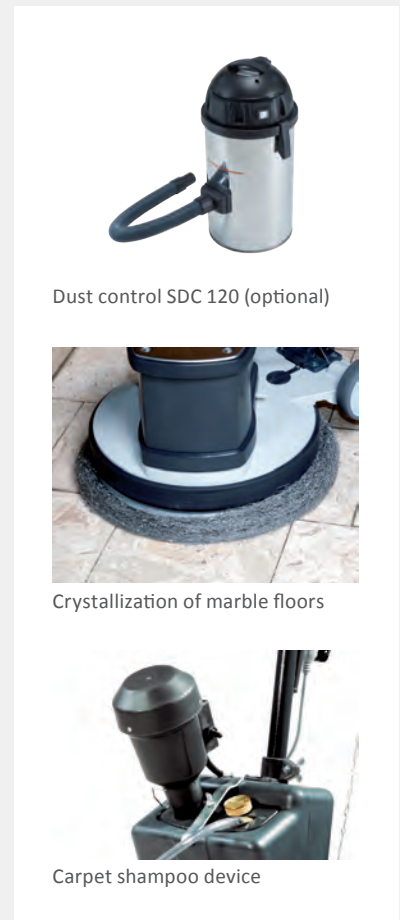 Dust control SDC 120 (optional)
Crystallization of marble floors
Carpet shampoo device